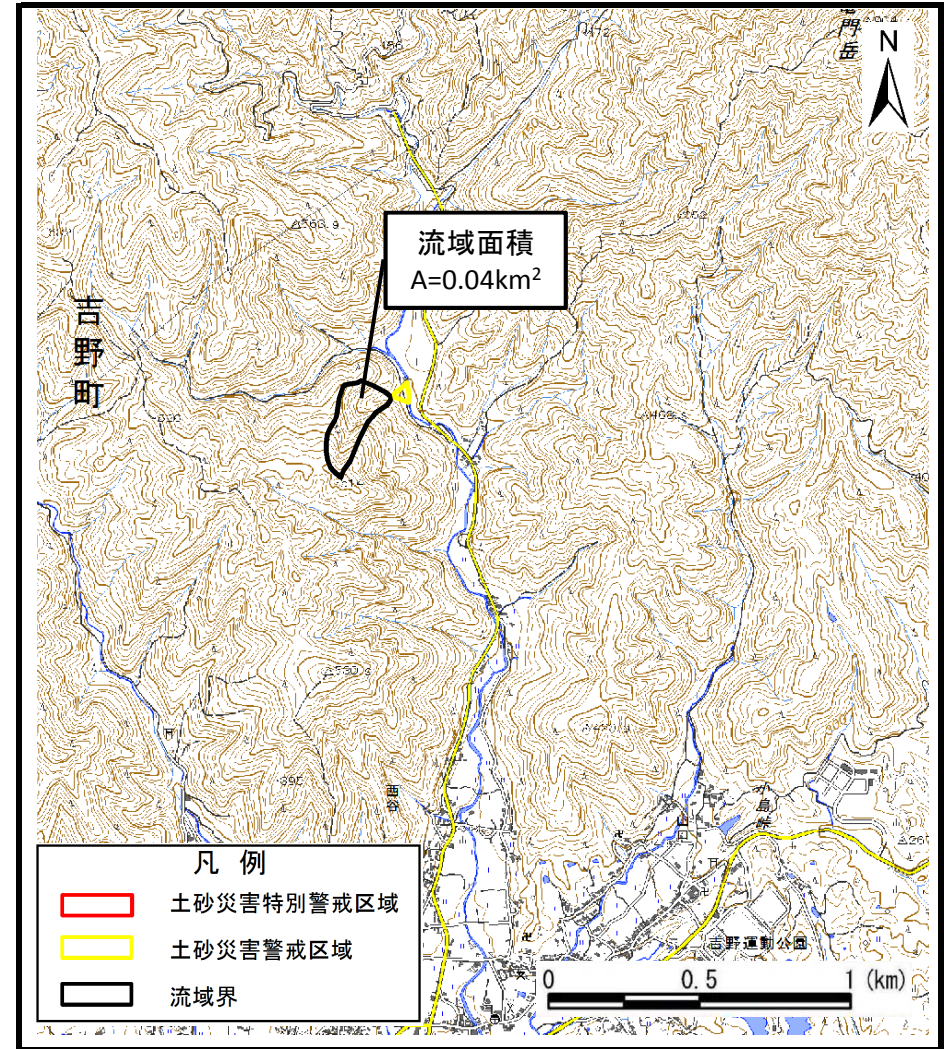 N
流域面積
A=0.04km²
吉野町
西谷
吉野運動公園
凡 例
土砂災害特別警戒区域
土砂災害警戒区域
流域界
0 0.5 1 (km)